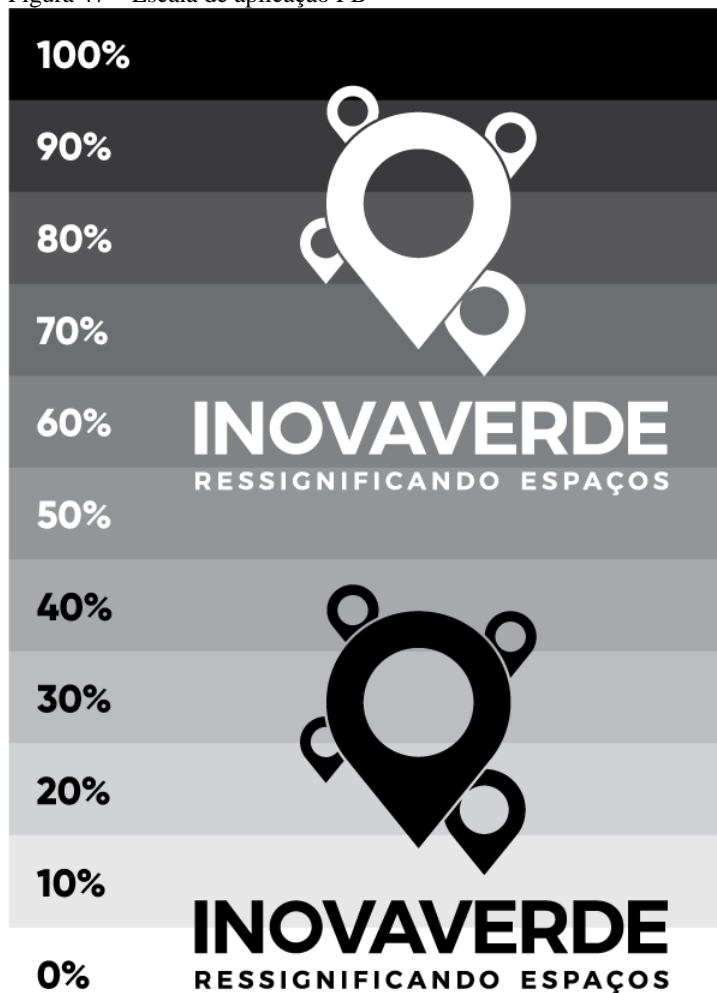 Figura 47 – Escala de aplicação PB
100%
90%
80%
70%
60%
INOVAVERDE
RESSIGNIFICANDO ESPAÇOS
50%
40%
30%
20%
10%
INOVAVERDE
0%
RESSIGNIFICANDO ESPAÇOS